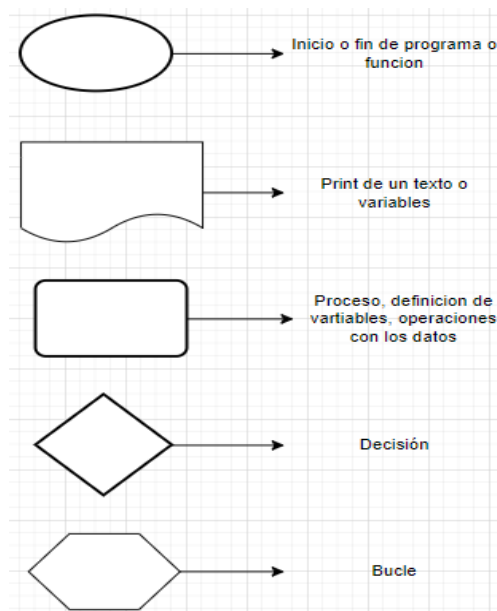 Inicio o fin de programa o
funcion
Print de un texto o
variables
Proceso, definicion de
vartiables, operaciones
con los datos
Decisión
Bucle